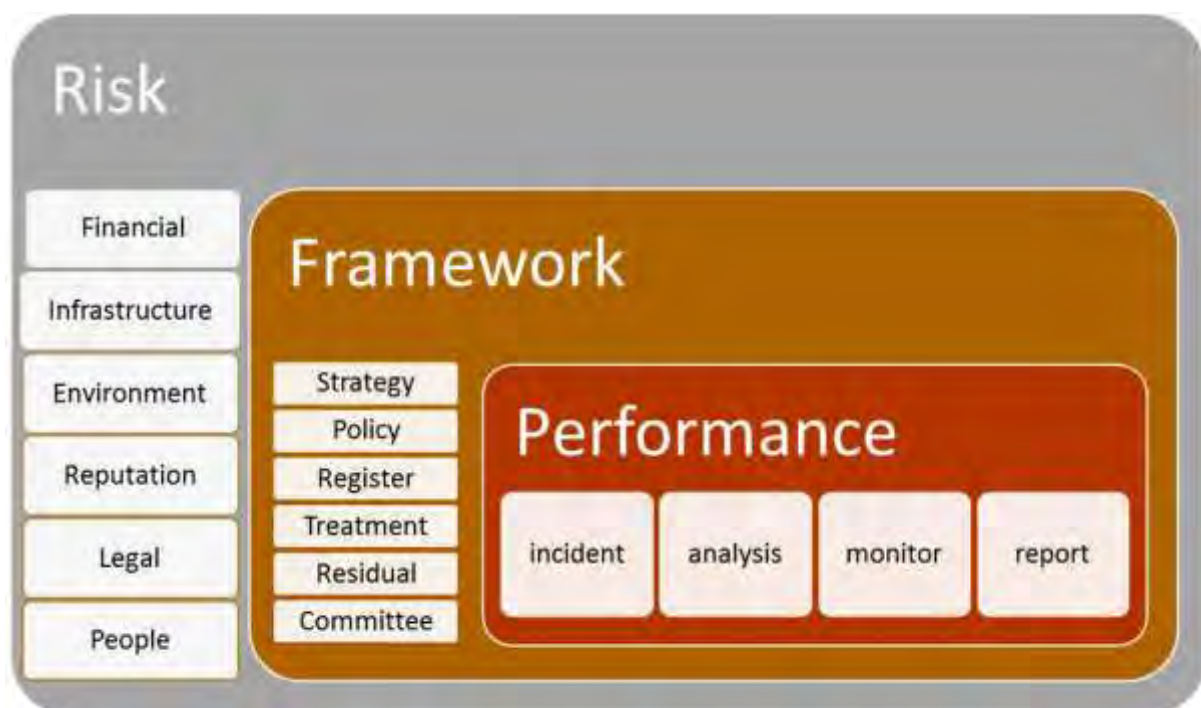 Risk
Financial
Infrastructure
Environment
Reputation
Legal
People
Framework
Strategy
Policy
Register
Treatment
Residual
Committee
Performance
incident
analysis
monitor
report